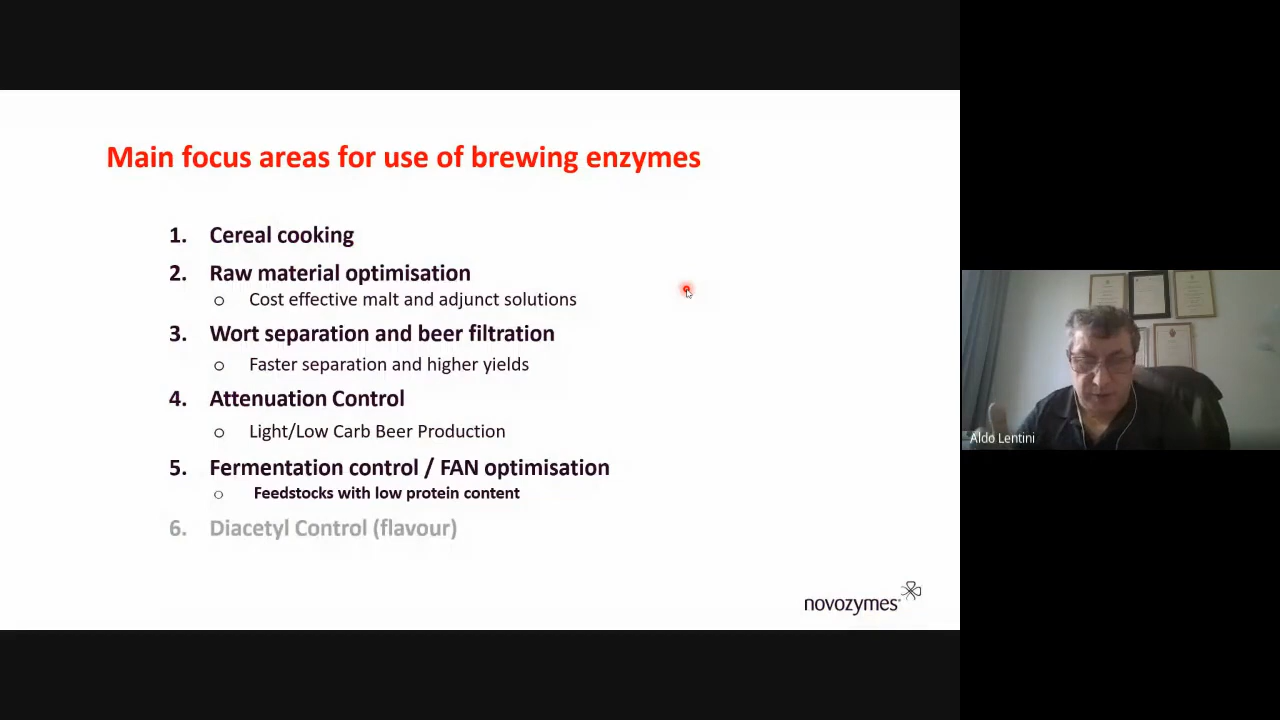 Main focus areas for use of brewing enzymes
1. Cereal cooking
2. Raw material optimisation
o Cost effective malt and adjunct solutions
3. Wort separation and beer filtration
o Faster separation and higher yields
4. Attenuation Control
o Light/Low Carb Beer Production
5. Fermentation control / FAN optimisation
o Feedstocks with low protein content
6. Diacetyl Control (flavour)
novozymes
Aldo Lentini